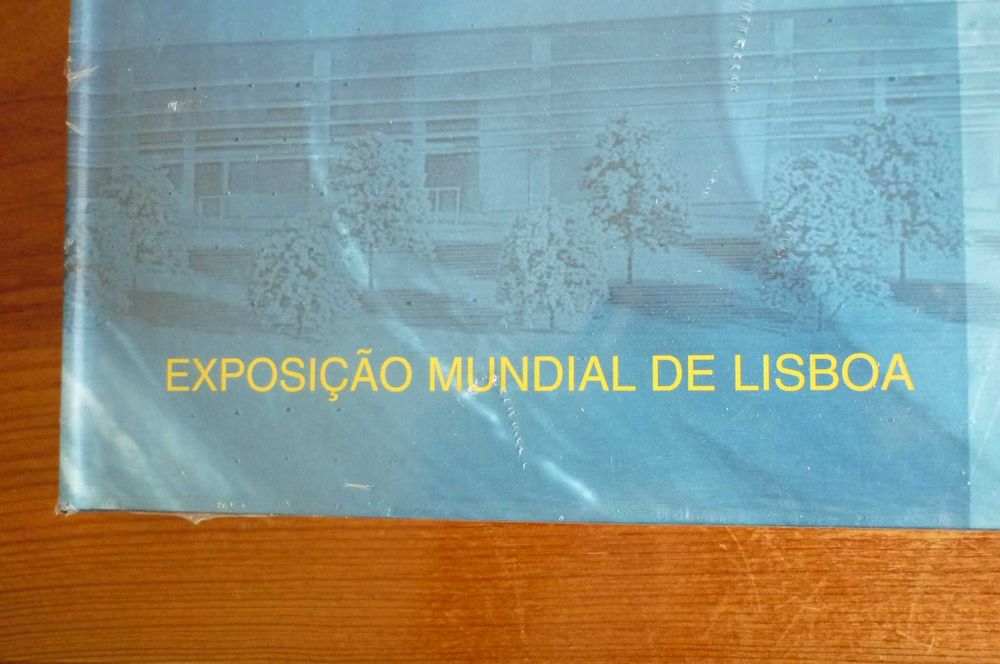 EXPOSIÇÃO MUNDIAL DE LISBOA